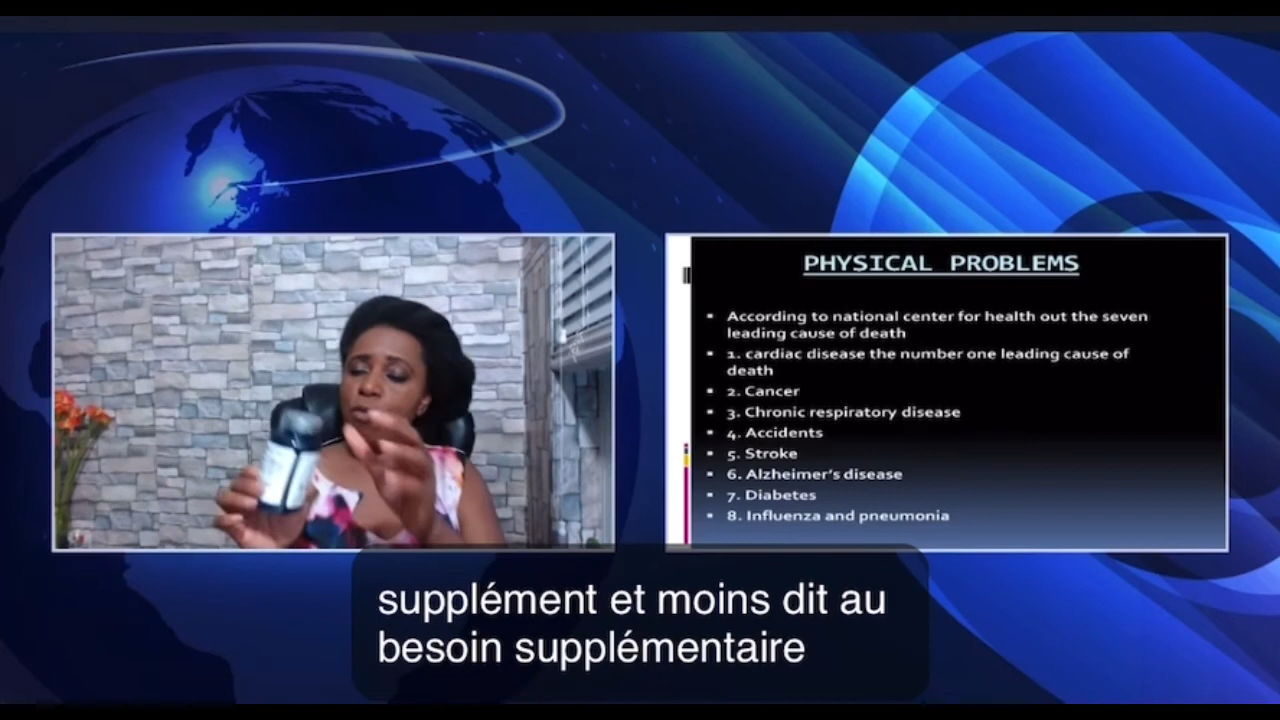 PHYSICAL PROBLEMS
▪ According to national center for health out the seven
leading cause of death
▪ 1. cardiac disease the number one leading cause of
death
▪ 2. Cancer
▪ 3. Chronic respiratory disease
▪ 4. Accidents
▪ 5. Stroke
▪ 6. Alzheimer's disease
▪ 7. Diabetes
▪ 8. Influenza and pneumonia
supplément et moins dit au
besoin supplémentaire